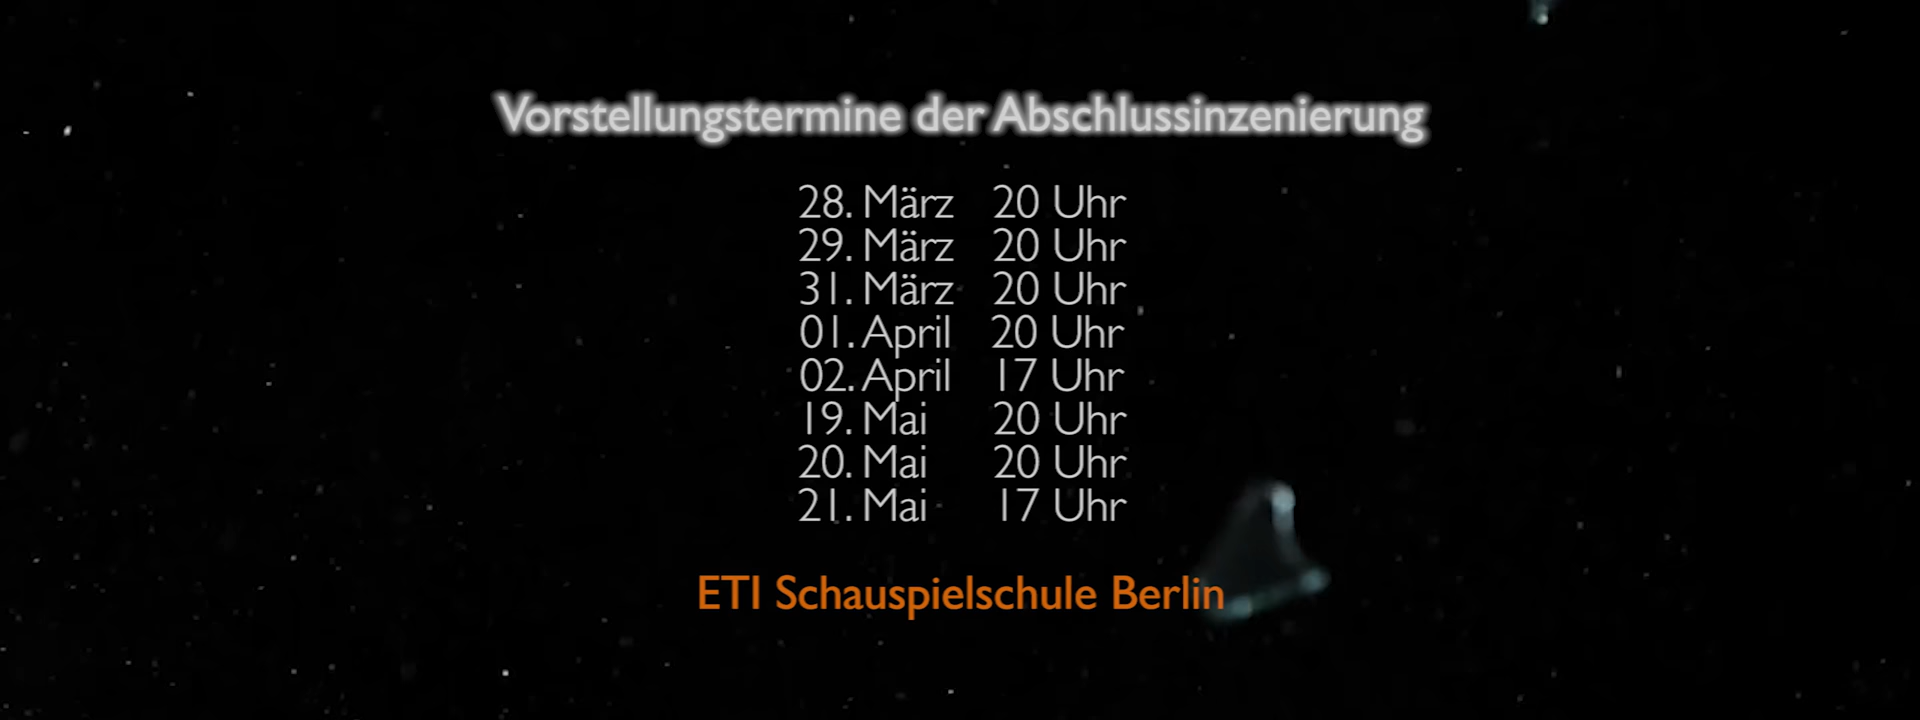 Vorstellungstermine der Abschlussinzenierung
28. März 20 Uhr
29. März 20 Uhr
31. März 20 Uhr
01. April 20 Uhr
02. April 17 Uhr
19. Mai 20 Uhr
20. Mai 20 Uhr
21. Mai 17 Uhr
ETI Schauspielschule Berlin